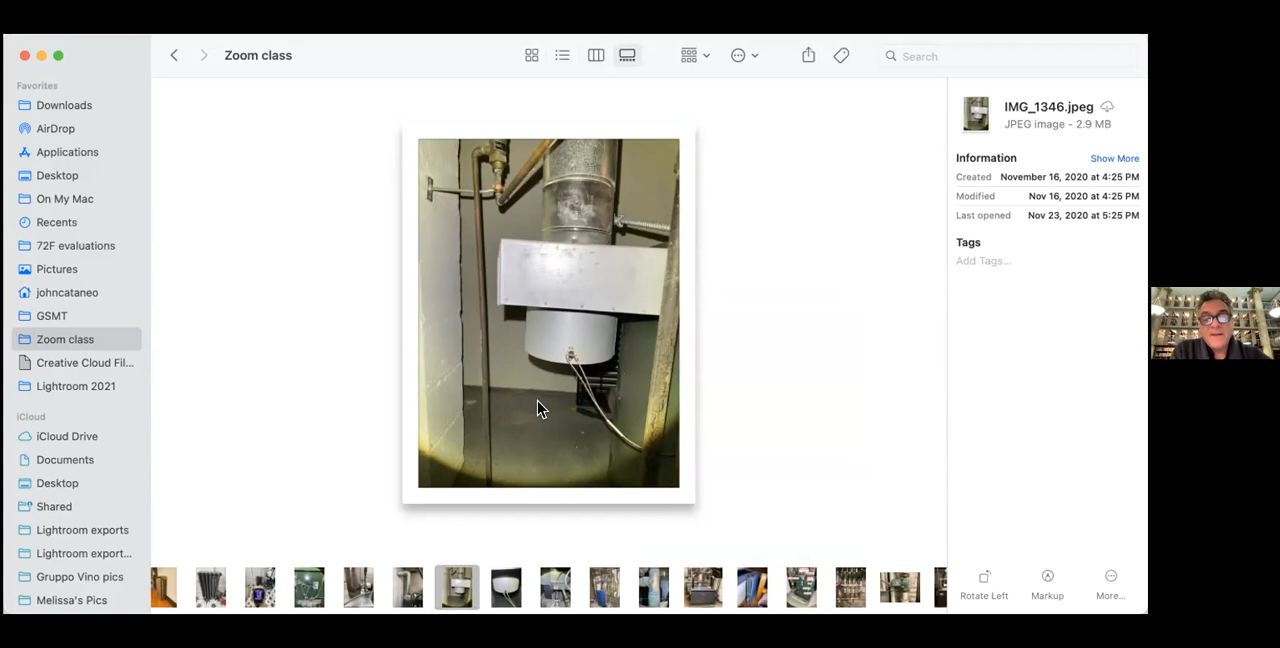 Zoom class
Search
Favorites
Downloads
AirDrop
Applications
Desktop
On My Mac
Recents
72F evaluations
Pictures
johncataneo
GSMT
Zoom class
Creative Cloud Fil...
Lightroom 2021
iCloud
iCloud Drive
Documents
Desktop
Shared
Lightroom exports
Lightroom export...
Gruppo Vino pics
Melissa's Pics
IMG_1346.jpeg
JPEG image - 2.9 MB
Information Show More
Created November 16, 2020 at 4:25 PM
Modified Nov 16, 2020 at 4:25 PM
Last opened Nov 23, 2020 at 5:25 PM
Tags
Add Tags...
Rotate Left Markup More...